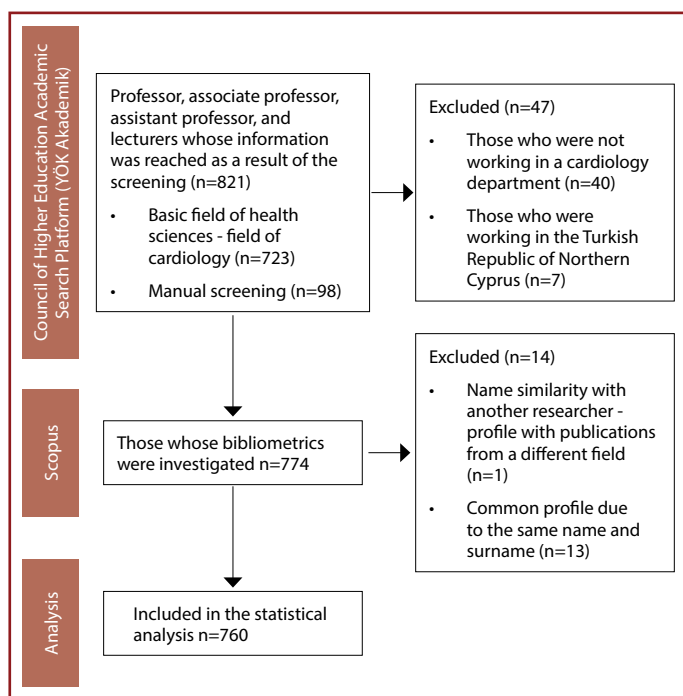 Council of Higher Education Academic
Search Platform (YÖK Akademik)
Professor, associate professor,
assistant professor, and
lecturers whose information
was reached as a result of the
screening (n=821)
• Basic field of health
sciences - field of
cardiology (n=723)
• Manual screening (n=98)
Excluded (n=47)
• Those who were not
working in a cardiology
department (n=40)
• Those who were
working in the Turkish
Republic of Northern
Cyprus (n=7)
Scopus
Those whose bibliometrics
were investigated n=774
Excluded (n=14)
• Name similarity with
another researcher -
profile with publications
from a different field
(n=1)
• Common profile due
to the same name and
surname (n=13)
Analysis
Included in the statistical
analysis n=760